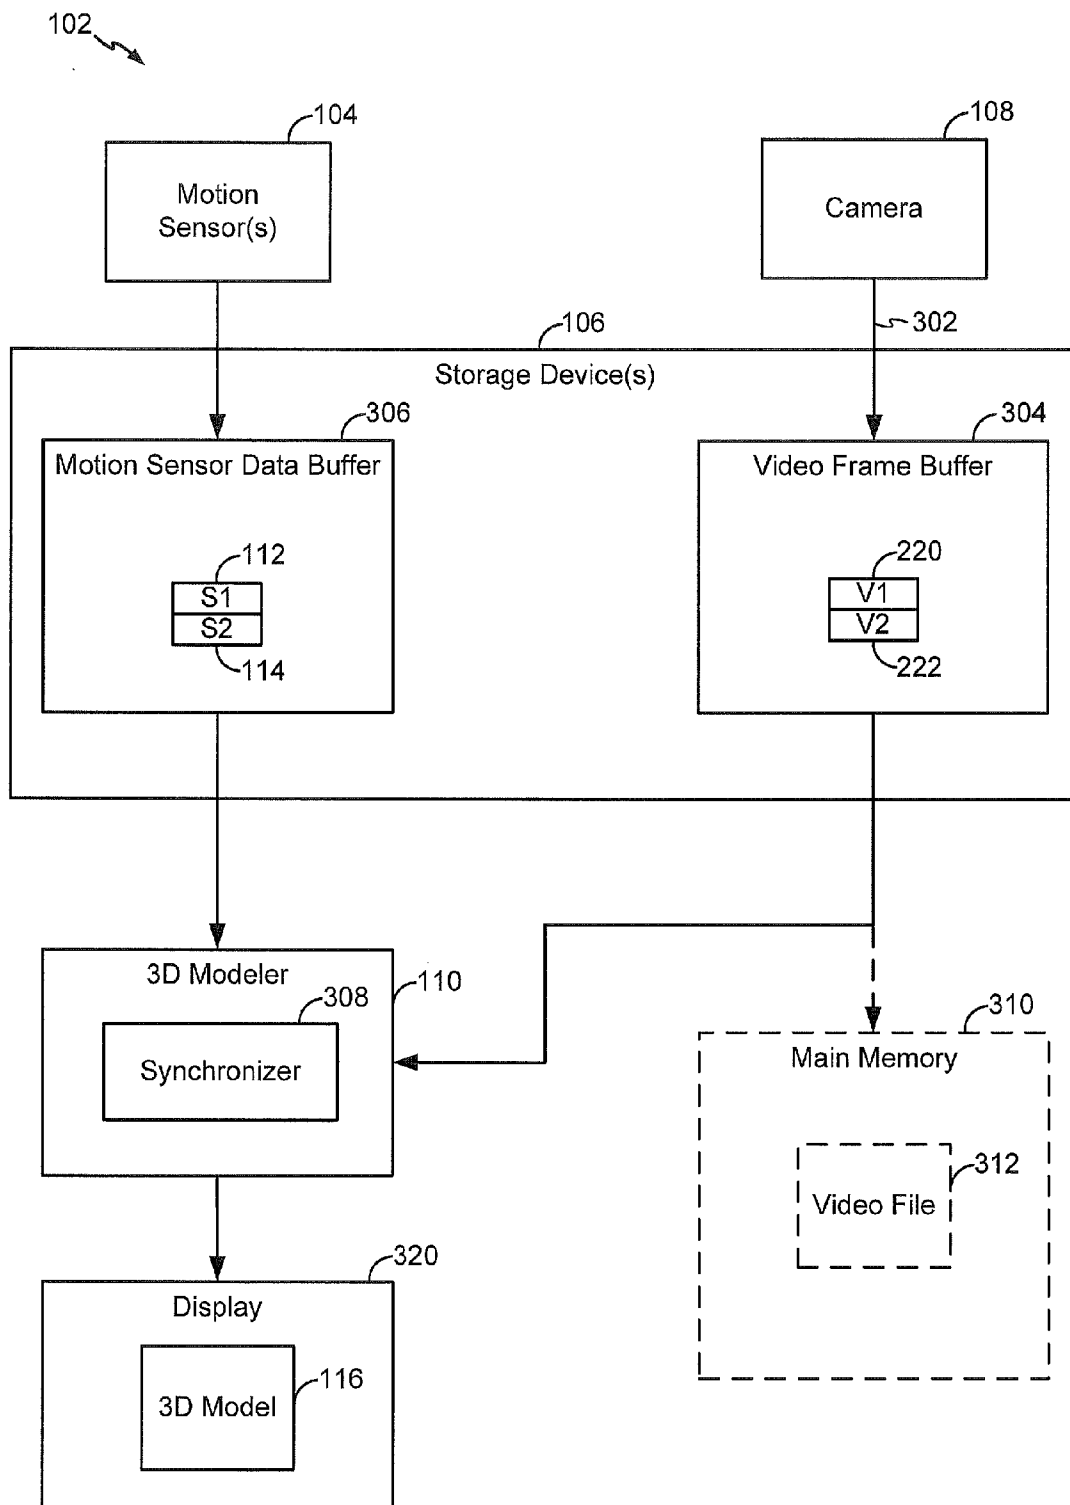 102
104
108
Motion
Sensor(s)
Camera
302
106
Storage Device(s)
306
304
Motion Sensor Data Buffer
Video Frame Buffer
112
220
S1
V1
S2
V2
114
222
3D Modeler
110
308
310
Synchronizer
Main Memory
312
Video File
320
Display
116
3D Model